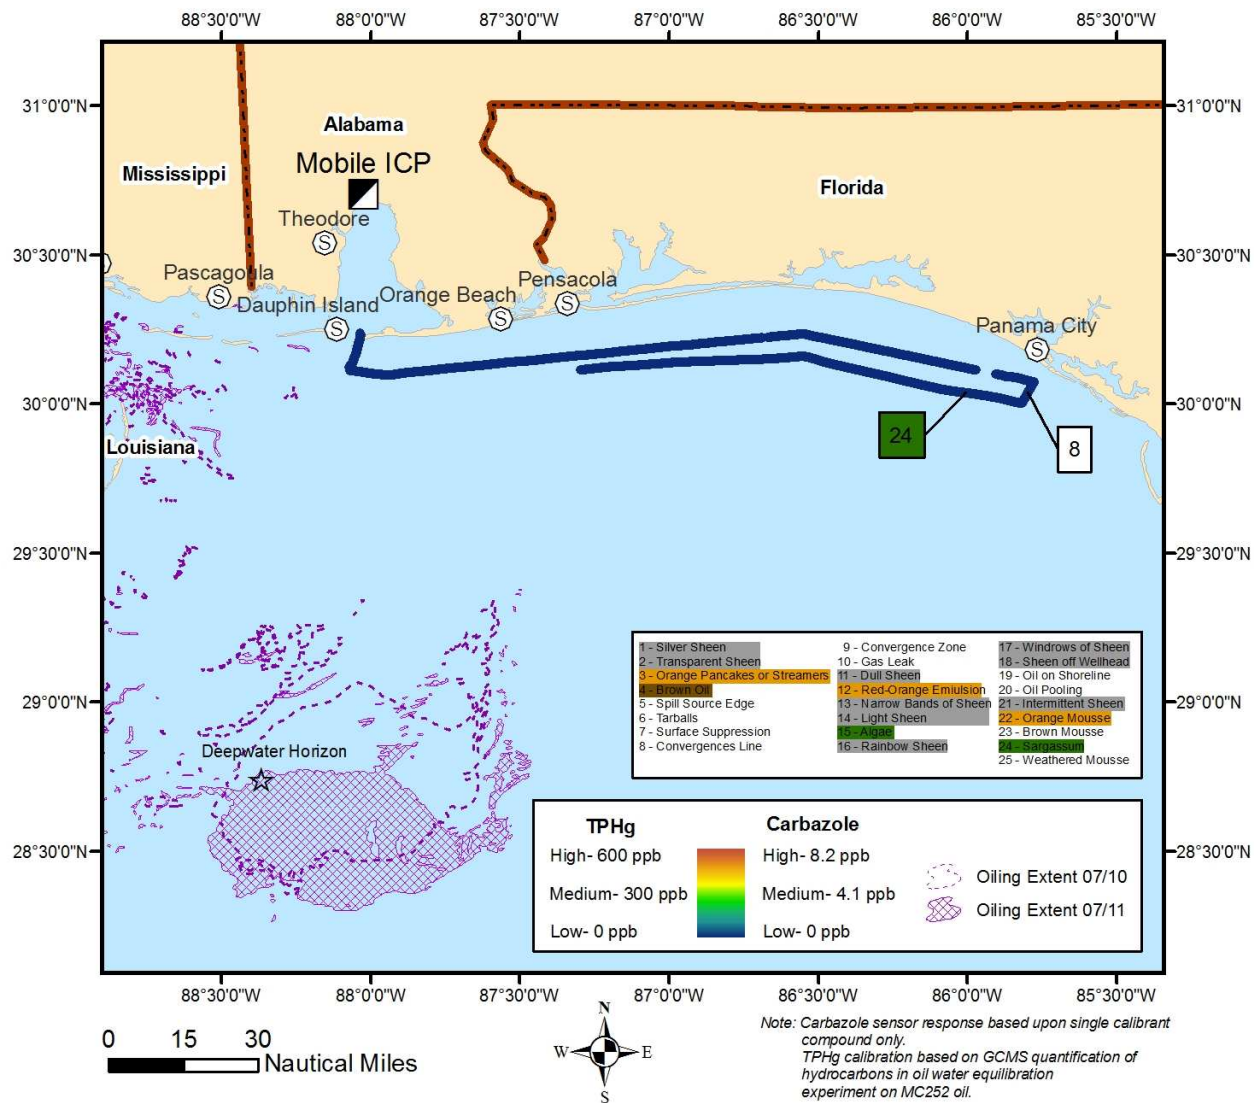 88°30'0"W 88°0'0"W 87°30'0"W 87°0'0"W 86°30'0"W 86°0'0"W 85°30'0"W
31°0'0"N 31°0'0"N
Alabama
Mobile ICP
Mississippi
Florida
Theodore
S
30°30'0"N 30°30'0"N
Pascagoula
S
Pensacola
S
Dauphin Island
S
Orange Beach
S
Panama City
S
30°0'0"N 30°0'0"N
24
8
Louisiana
29°30'0"N 29°30'0"N
1 - Silver Sheen
2 - Transparent Sheen
3 - Orange Pancakes or Streamers
4 - Brown Oil
5 - Spill Source Edge
6 - Tarballs
7 - Surface Suppression
8 - Convergences Line
9 - Convergence Zone
10 - Gas Leak
11 - Dull Sheen
12 - Red-Orange Emiulsion
13 - Narrow Bands of Sheen
14 - Light Sheen
15 - Algae
16 - Rainbow Sheen
17 - Windrows of Sheen
18 - Sheen off Wellhead
19 - Oil on Shoreline
20 - Oil Pooling
21 - Intermittent Sheen
22 - Orange Mousse
23 - Brown Mousse
24 - Sargassum
25 - Weathered Mousse
29°0'0"N 29°0'0"N
Deepwater Horizon
TPHg
High- 600 ppb
Medium- 300 ppb
Low- 0 ppb
Carbazole
High- 8.2 ppb
Medium- 4.1 ppb
Low- 0 ppb
Oiling Extent 07/10
Oiling Extent 07/11
28°30'0"N 28°30'0"N
88°30'0"W 88°0'0"W 87°30'0"W 87°0'0"W 86°30'0"W 86°0'0"W 85°30'0"W
0 15 30
Nautical Miles
N
W E
S
Note: Carbazole sensor response based upon single calibrant
compound only.
TPHg calibration based on GCMS quantification of
hydrocarbons in oil water equilibration
experiment on MC252 oil.